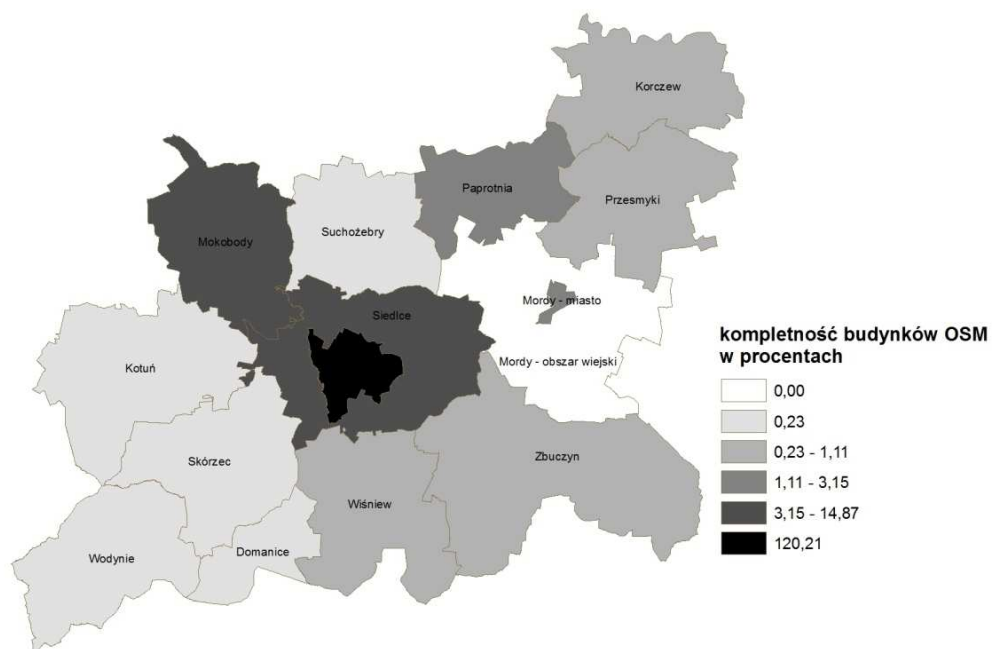 Korczew
Paprotnia
Przesmyki
Suchożebry
Mokobody
Mordy - miasto
Siedlce
Mordy - obszar wiejski
Kotuń
Zbuczyn
Skórzec
Wiśniew
Domanice
Wodynie
kompletność budynków OSM
w procentach
0,00
0,23
0,23 - 1,11
1,11 - 3,15
3,15 - 14,87
120,21